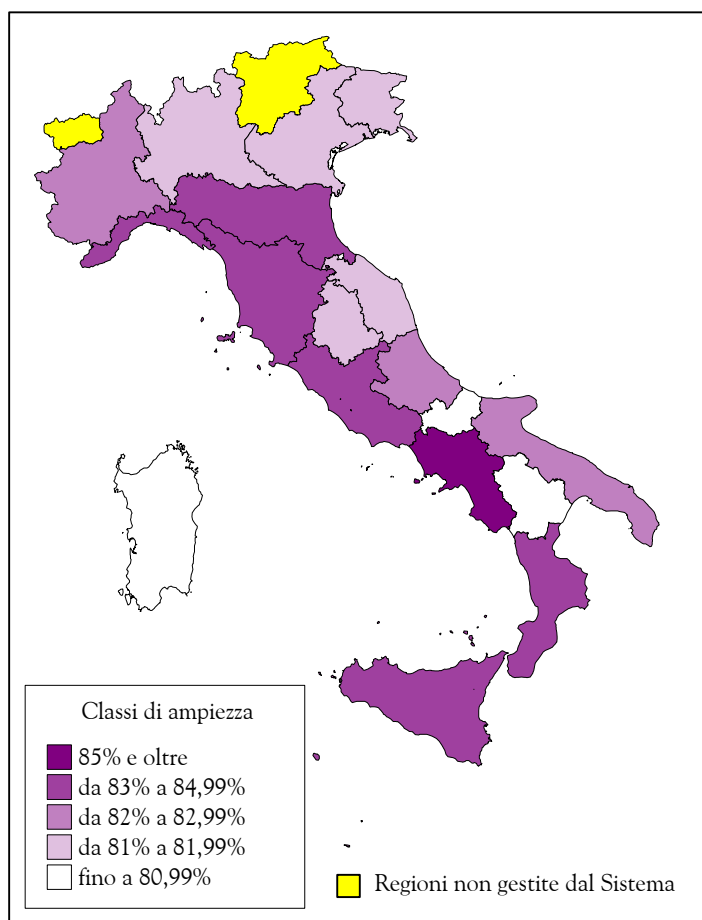 Classi di ampiezza
85% e oltre
da 83% a 84,99%
da 82% a 82,99%
da 81% a 81,99%
fino a 80,99%
Regioni non gestite dal Sistema